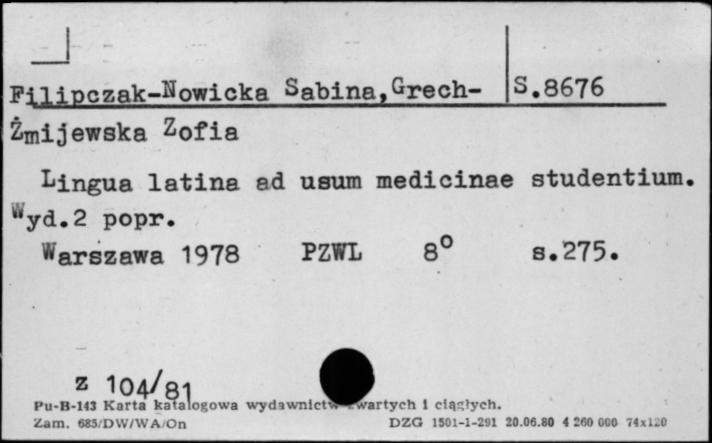 Filipczak-Nowicka Sabina,Grech- S.8676
Żmijewska Zofia
Lingua latina ad usum medicinae studentium.
Wyd.2 popr.
Warszawa 1978 PZWL 8° s.275.
z 104/81
Pu-B-143 Karta katalogowa wydawnictw zwartych i ciągłych.
Zam. 685/DW/WA/On DZG 1501-1-291 20.06.80 4 260 000 74x120